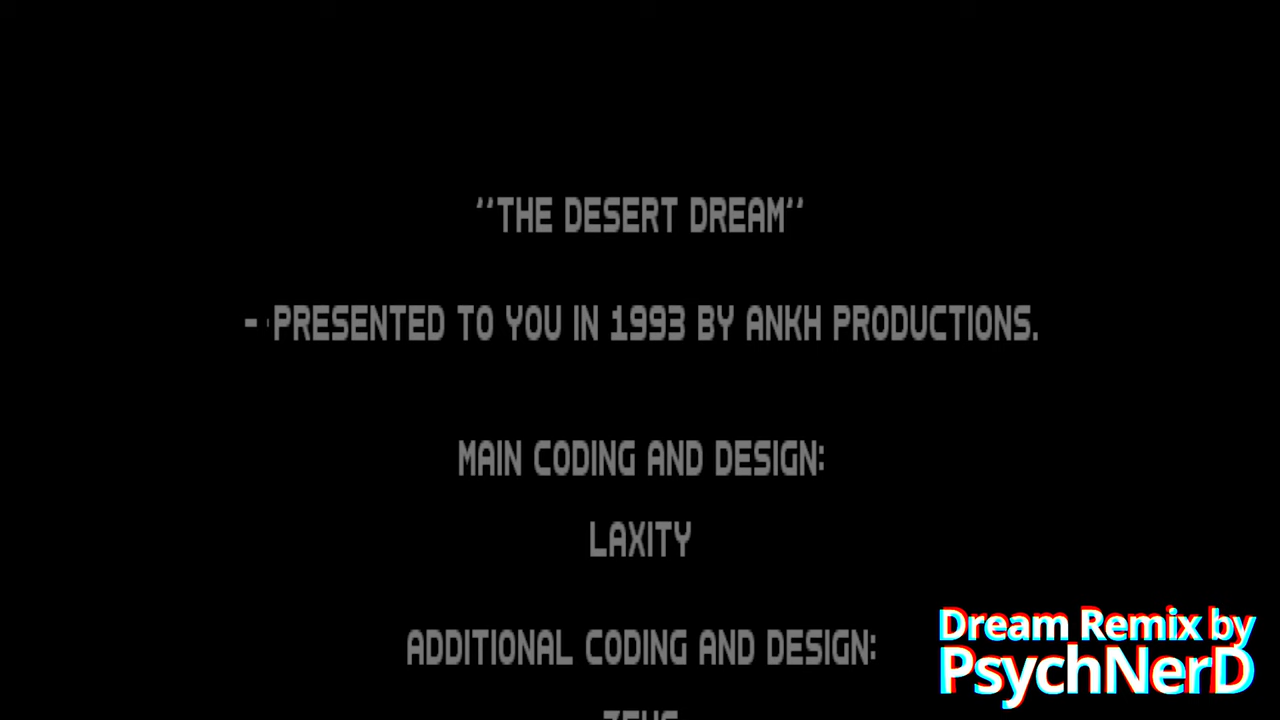 "THE DESERT DREAM"
- PRESENTED TO YOU IN 1993 BY ANKH PRODUCTIONS.
MAIN CODING AND DESIGN:
LAXITY
ADDITIONAL CODING AND DESIGN:
Dream Remix by
PsychNerD